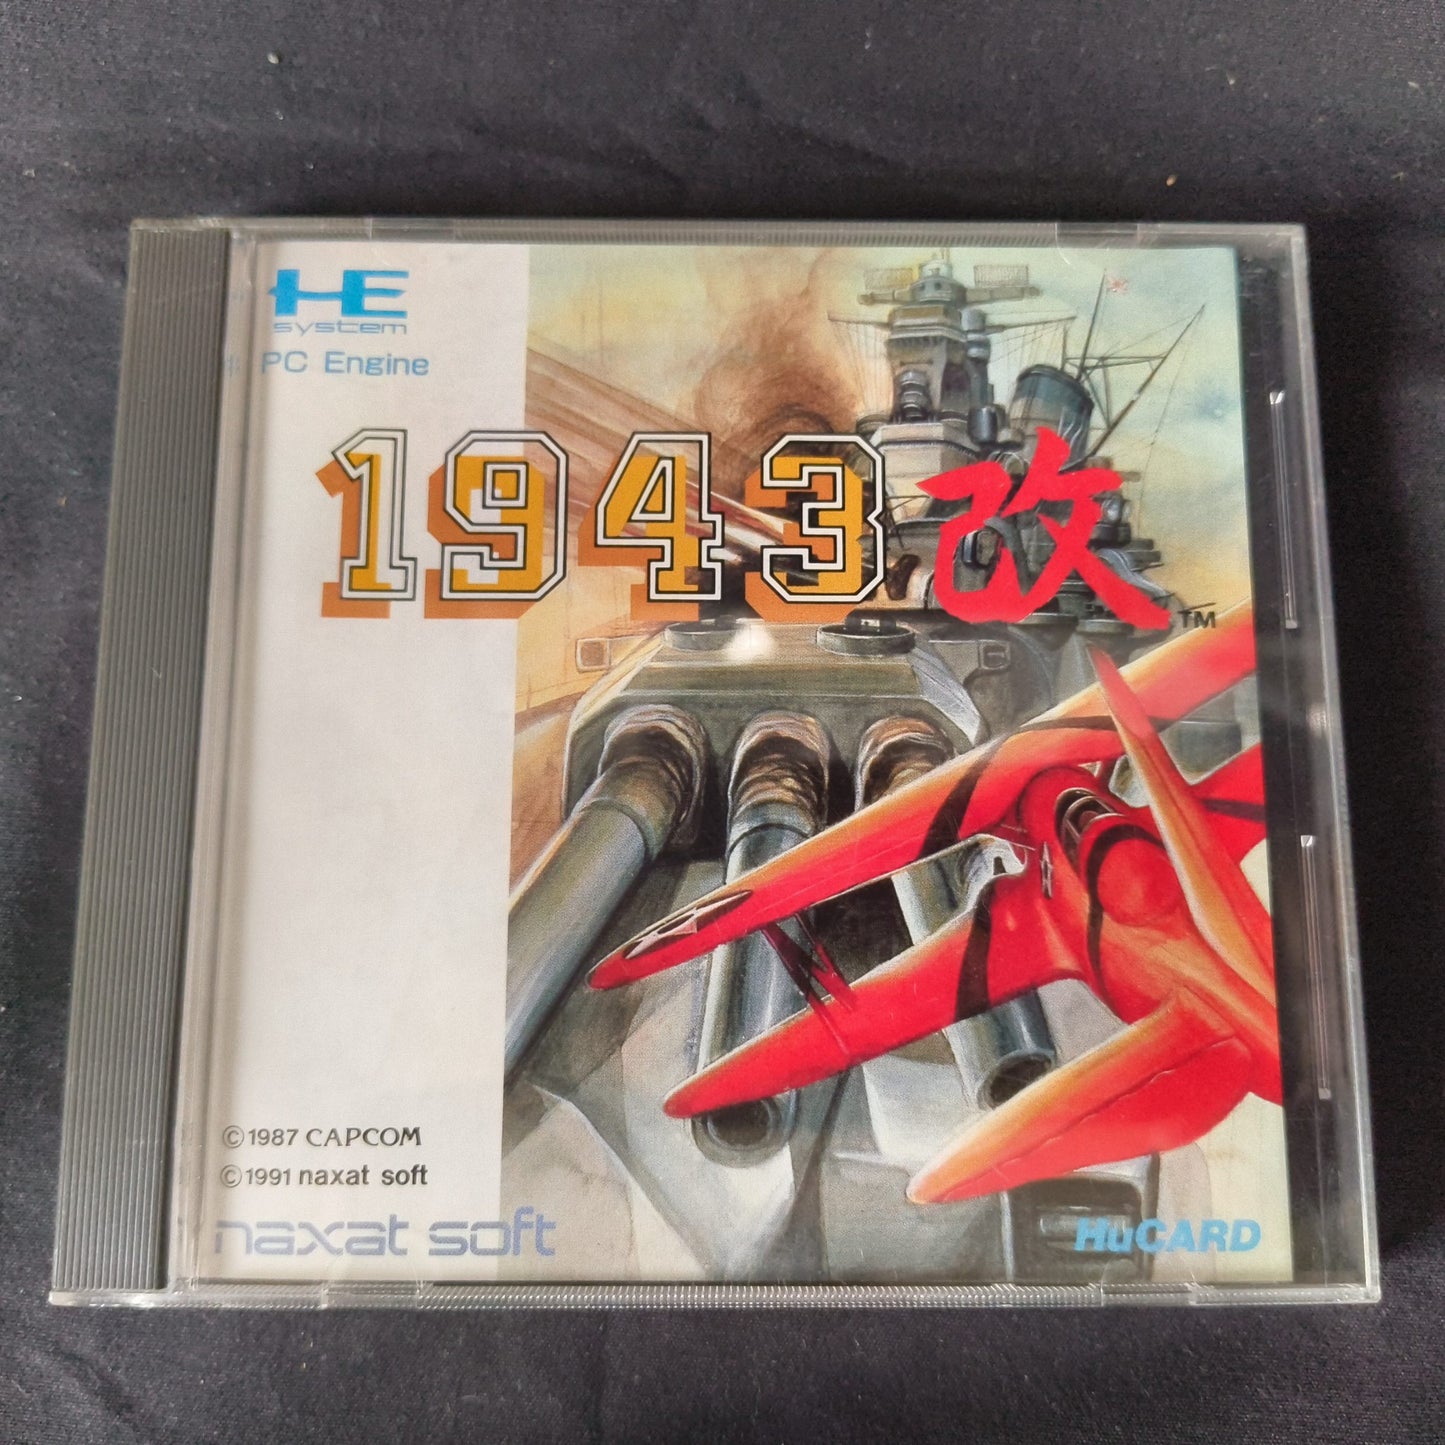 HE
system
PC Engine
1943改
TM
©1987 CAPCOM
©1991 naxat soft
naxat soft
HuCARD